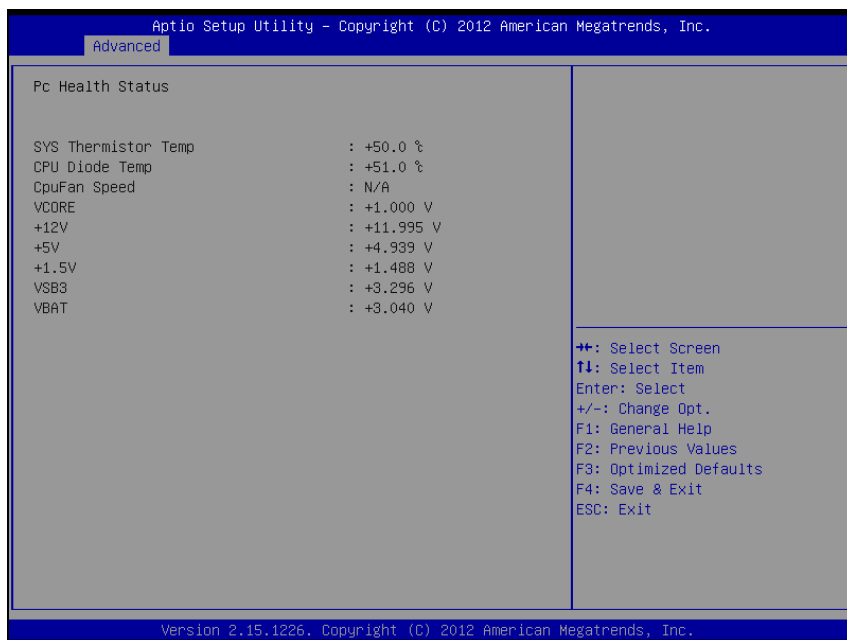 Aptio Setup Utility – Copyright (C) 2012 American Megatrends, Inc.
Advanced
Pc Health Status
SYS Thermistor Temp : +50.0 ℃
CPU Diode Temp : +51.0 ℃
CpuFan Speed : N/A
VCORE : +1.000 V
+12V : +11.995 V
+5V : +4.939 V
+1.5V : +1.488 V
VSB3 : +3.296 V
VBAT : +3.040 V
→←: Select Screen
↑↓: Select Item
Enter: Select
+/-: Change Opt.
F1: General Help
F2: Previous Values
F3: Optimized Defaults
F4: Save & Exit
ESC: Exit
Version 2.15.1226. Copyright (C) 2012 American Megatrends, Inc.